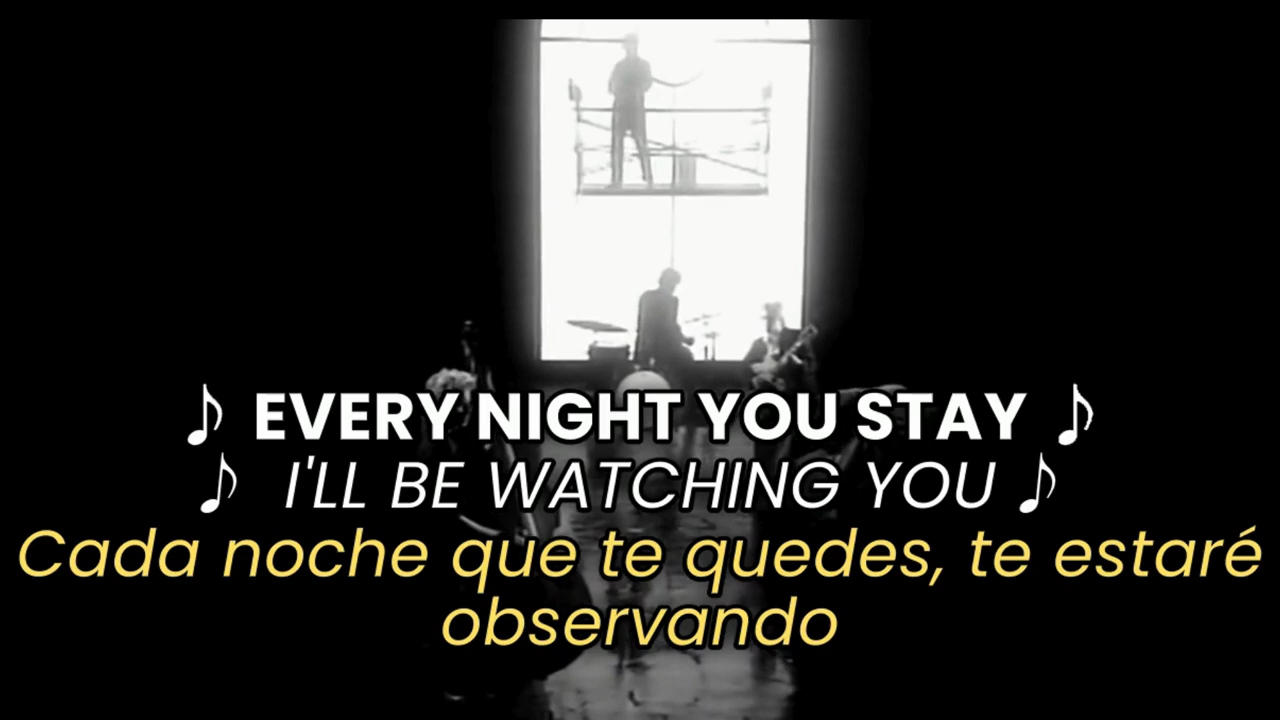 ♪ EVERY NIGHT YOU STAY ♪
♪ I'LL BE WATCHING YOU ♪
Cada noche que te quedes, te estaré
observando